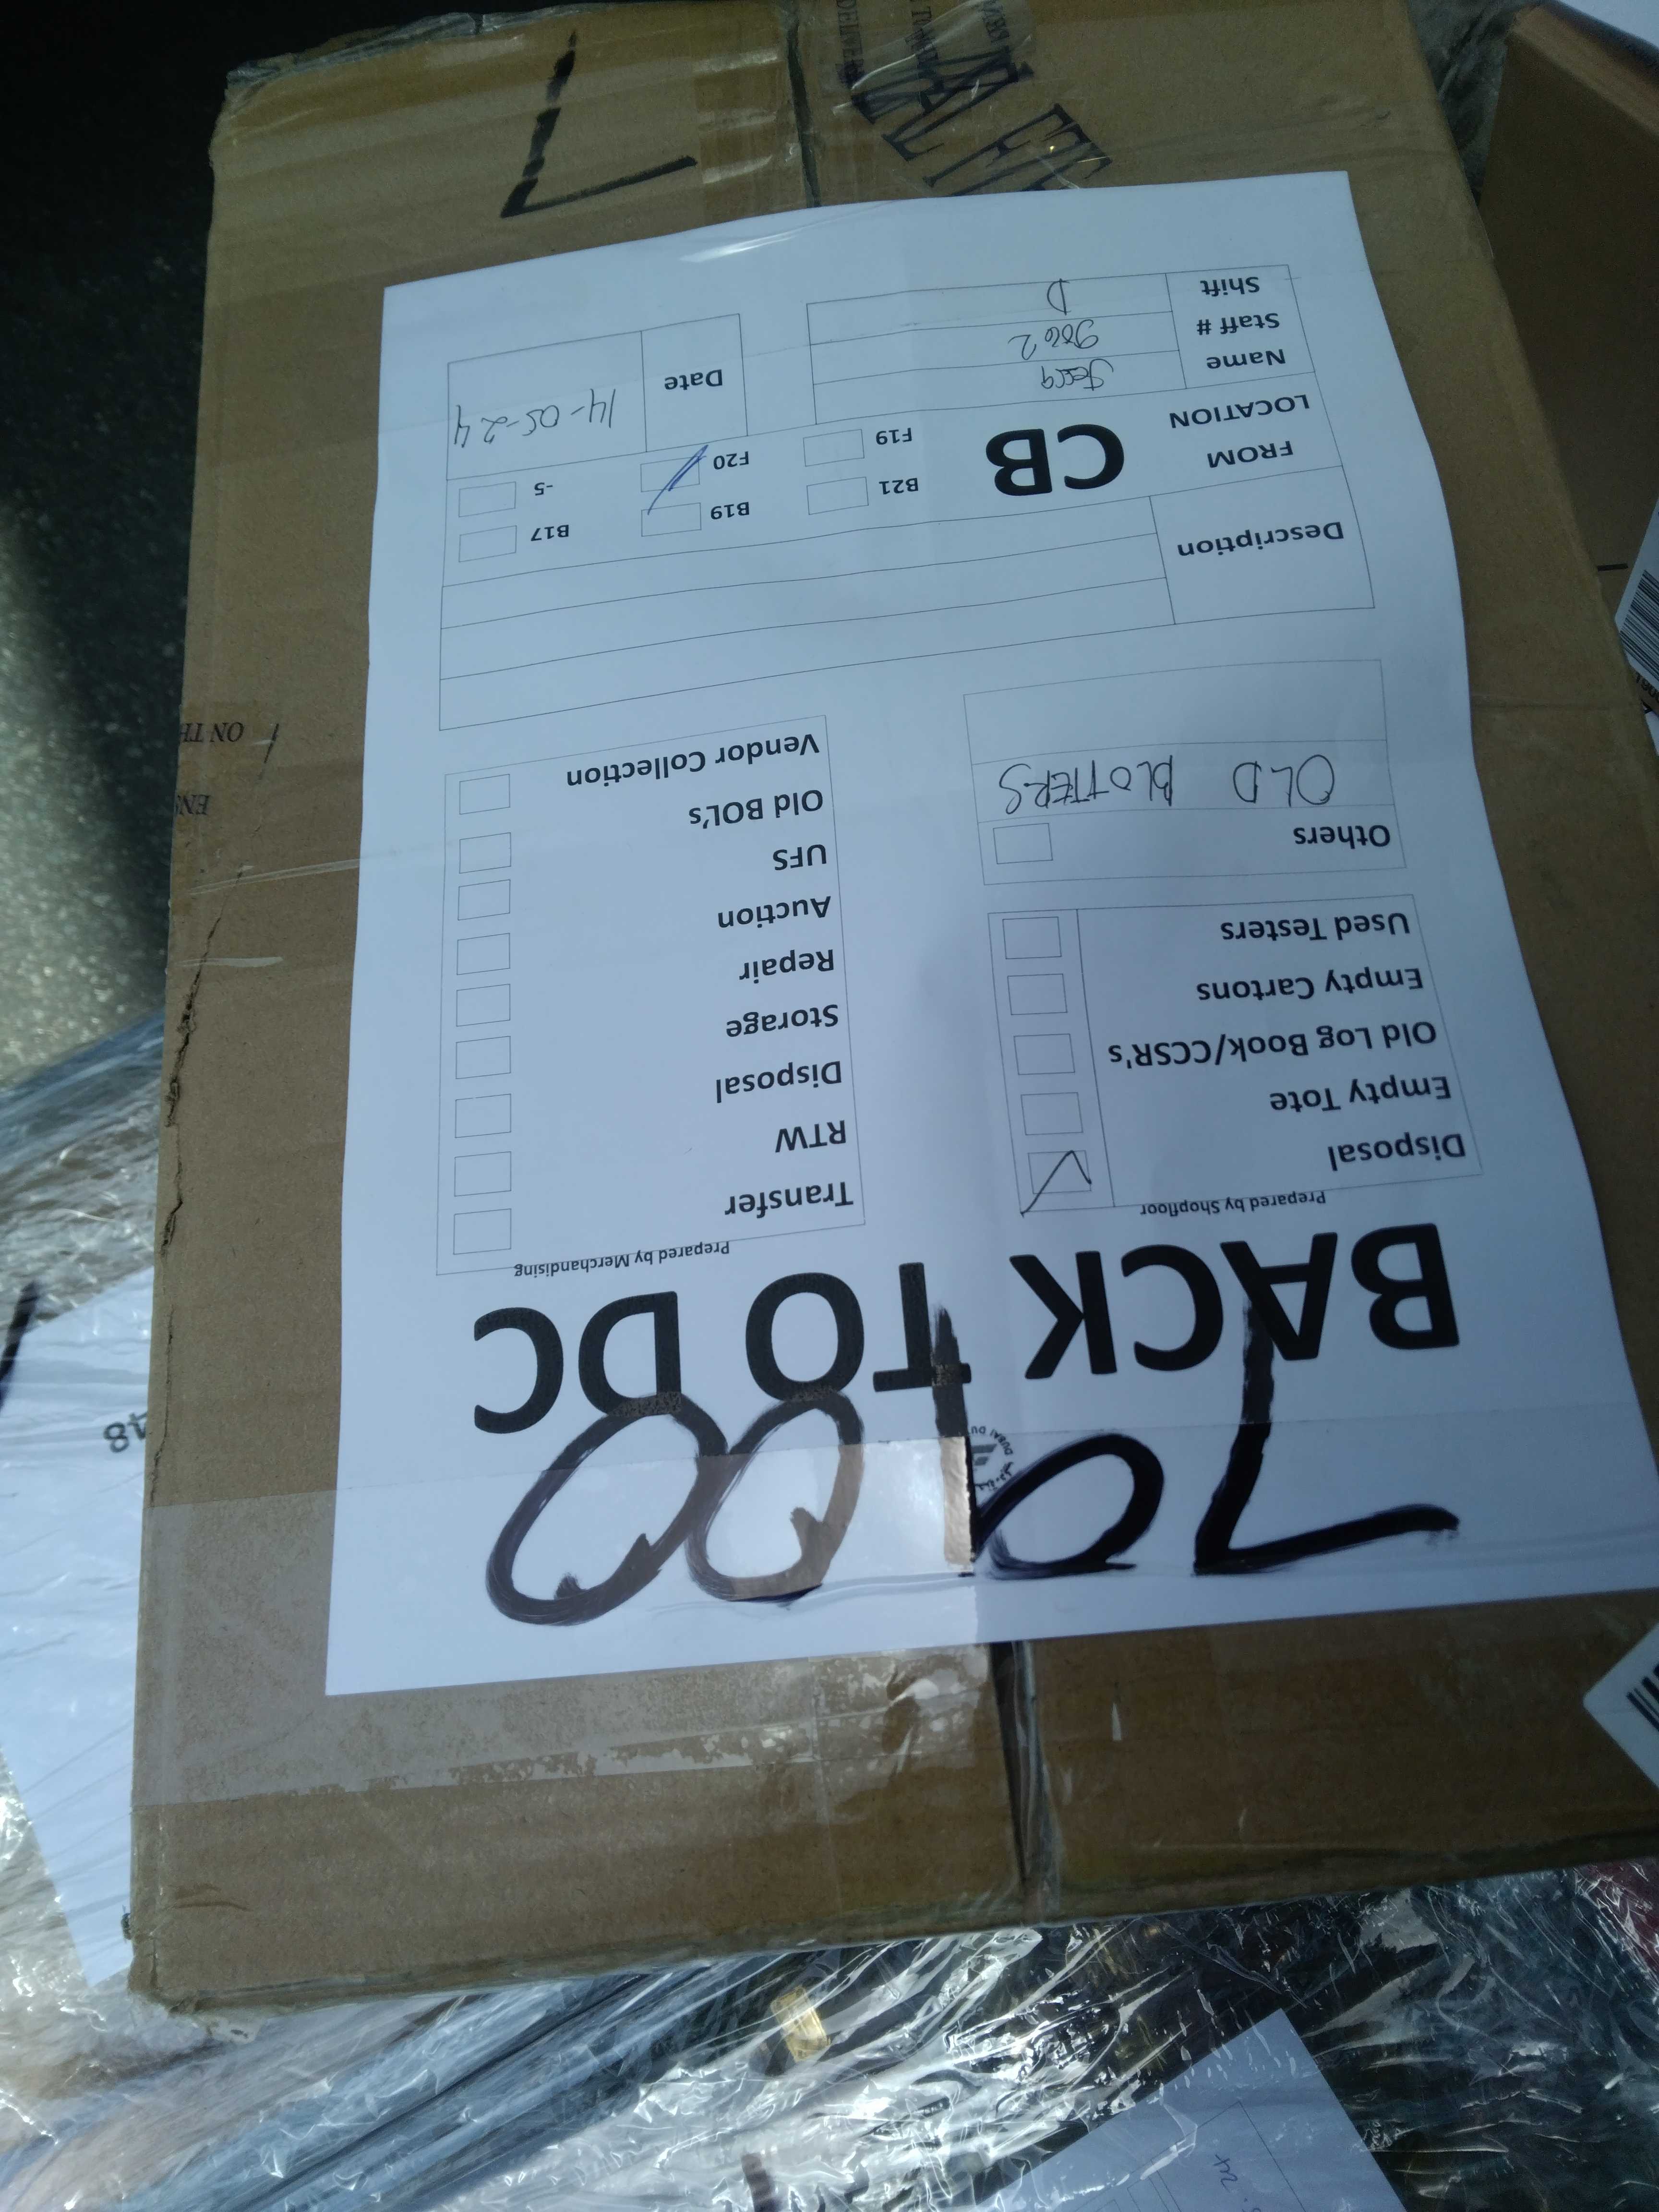 7900
BACK TO DC
Prepared by Shopfloor
Disposal
Empty Tote
Old Log Book/CCSR's
Empty Cartons
Used Testers
Others
OLD BLOTTERS
Prepared by Merchandising
Transfer
RTW
Disposal
Storage
Repair
Auction
UFS
Old BOL's
Vendor Collection
Description
FROM LOCATION
CB
B21 B19 B17
F19 F20 -5
Name
Staff #
Shift D
Date 14-05-24
7
48